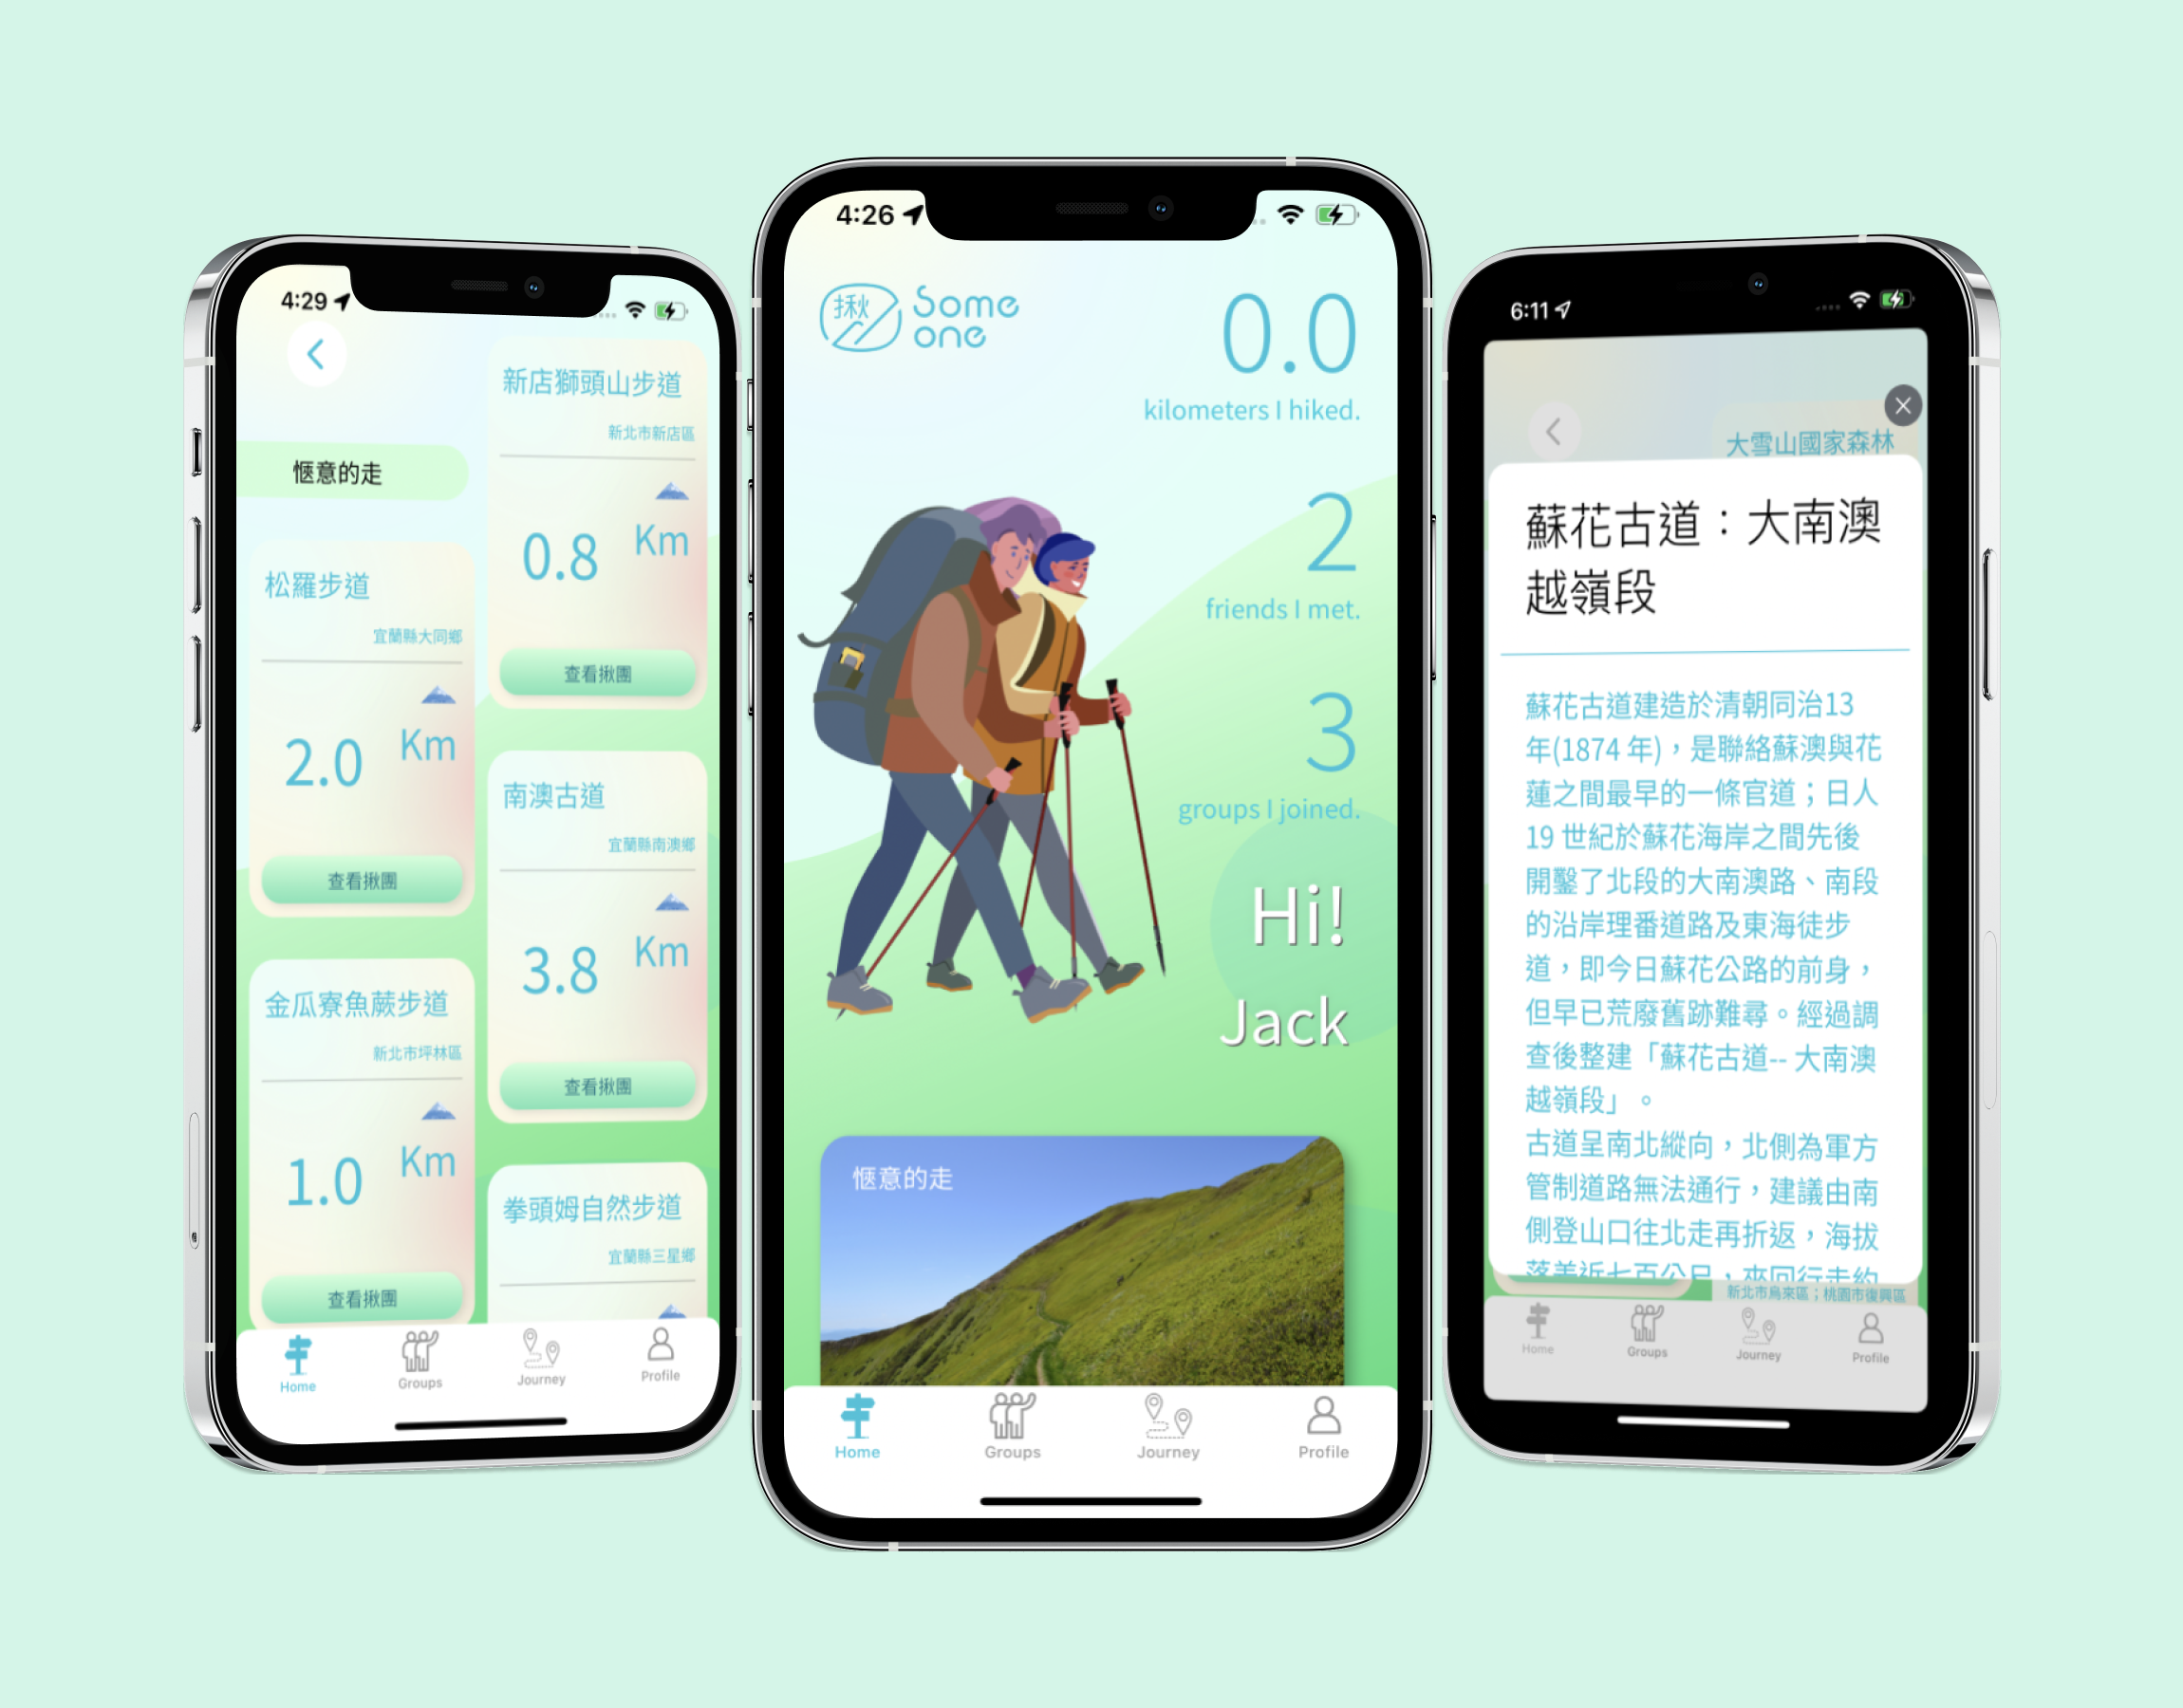 4:29
惬意的走
松羅步道
宜蘭縣大同鄉
2.0 Km
查看揪團
金瓜寮魚蕨步道
新北市坪林區
1.0 Km
查看揪團
新店獅頭山步道
新北市新店區
0.8 Km
查看揪團
南澳古道
宜蘭縣南澳鄉
3.8 Km
查看揪團
拳頭姆自然步道
宜蘭縣三星鄉
Home Groups Journey Profile
4:26
揪 Some
one
0.0
kilometers I hiked.
2
friends I met.
3
groups I joined.
Hi!
Jack
惬意的走
Home Groups Journey Profile
6:11
大雪山國家森林
蘇花古道：大南澳
越嶺段
蘇花古道建造於清朝同治13
年(1874 年)，是聯絡蘇澳與花
蓮之間最早的一條官道；日人
19 世紀於蘇花海岸之間先後
開鑿了北段的大南澳路、南段
的沿岸理番道路及東海徒步
道，即今日蘇花公路的前身，
但早已荒廢舊跡難尋。經過調
查後整建「蘇花古道-- 大南澳
越嶺段」。
古道呈南北縱向，北側為軍方
管制道路無法通行，建議由南
側登山口往北走再折返，海拔
落差近七百公尺，來回行走約
新北市烏來區；桃園市復興區
Home Groups Journey Profile